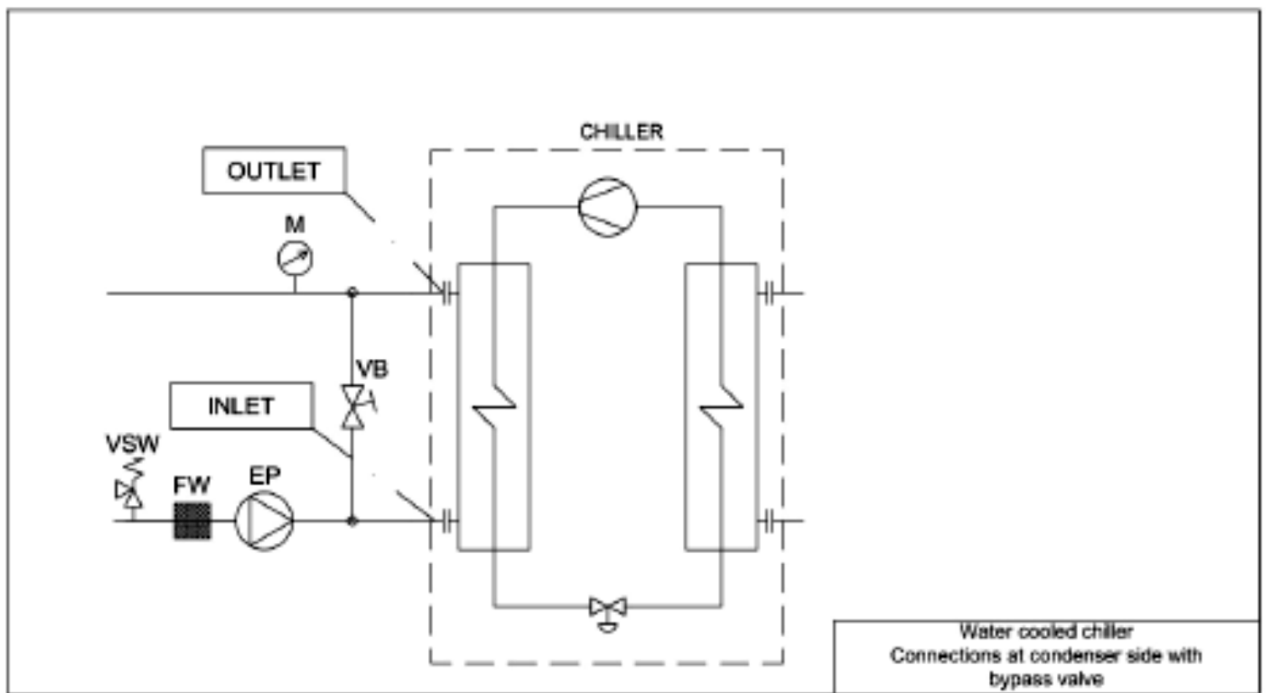 CHILLER
OUTLET
M
VB
INLET
VSW
FW
EP
Water cooled chiller
Connections at condenser side with
bypass valve